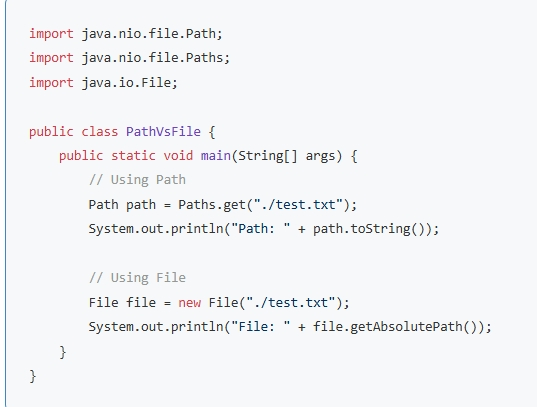 import java.nio.file.Path;
import java.nio.file.Paths;
import java.io.File;

public class PathVsFile {
    public static void main(String[] args) {
        // Using Path
        Path path = Paths.get("./test.txt");
        System.out.println("Path: " + path.toString());

        // Using File
        File file = new File("./test.txt");
        System.out.println("File: " + file.getAbsolutePath());
    }
}